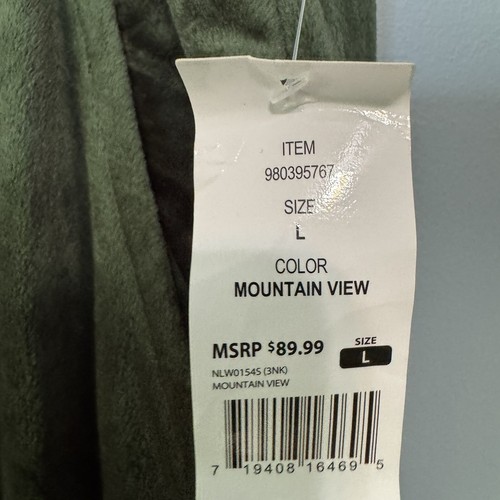 ITEM
980395767
SIZE
L
COLOR
MOUNTAIN VIEW
MSRP $89.99
SIZE
L
NLW0154S (3NK)
MOUNTAIN VIEW
7 19408 16469 5